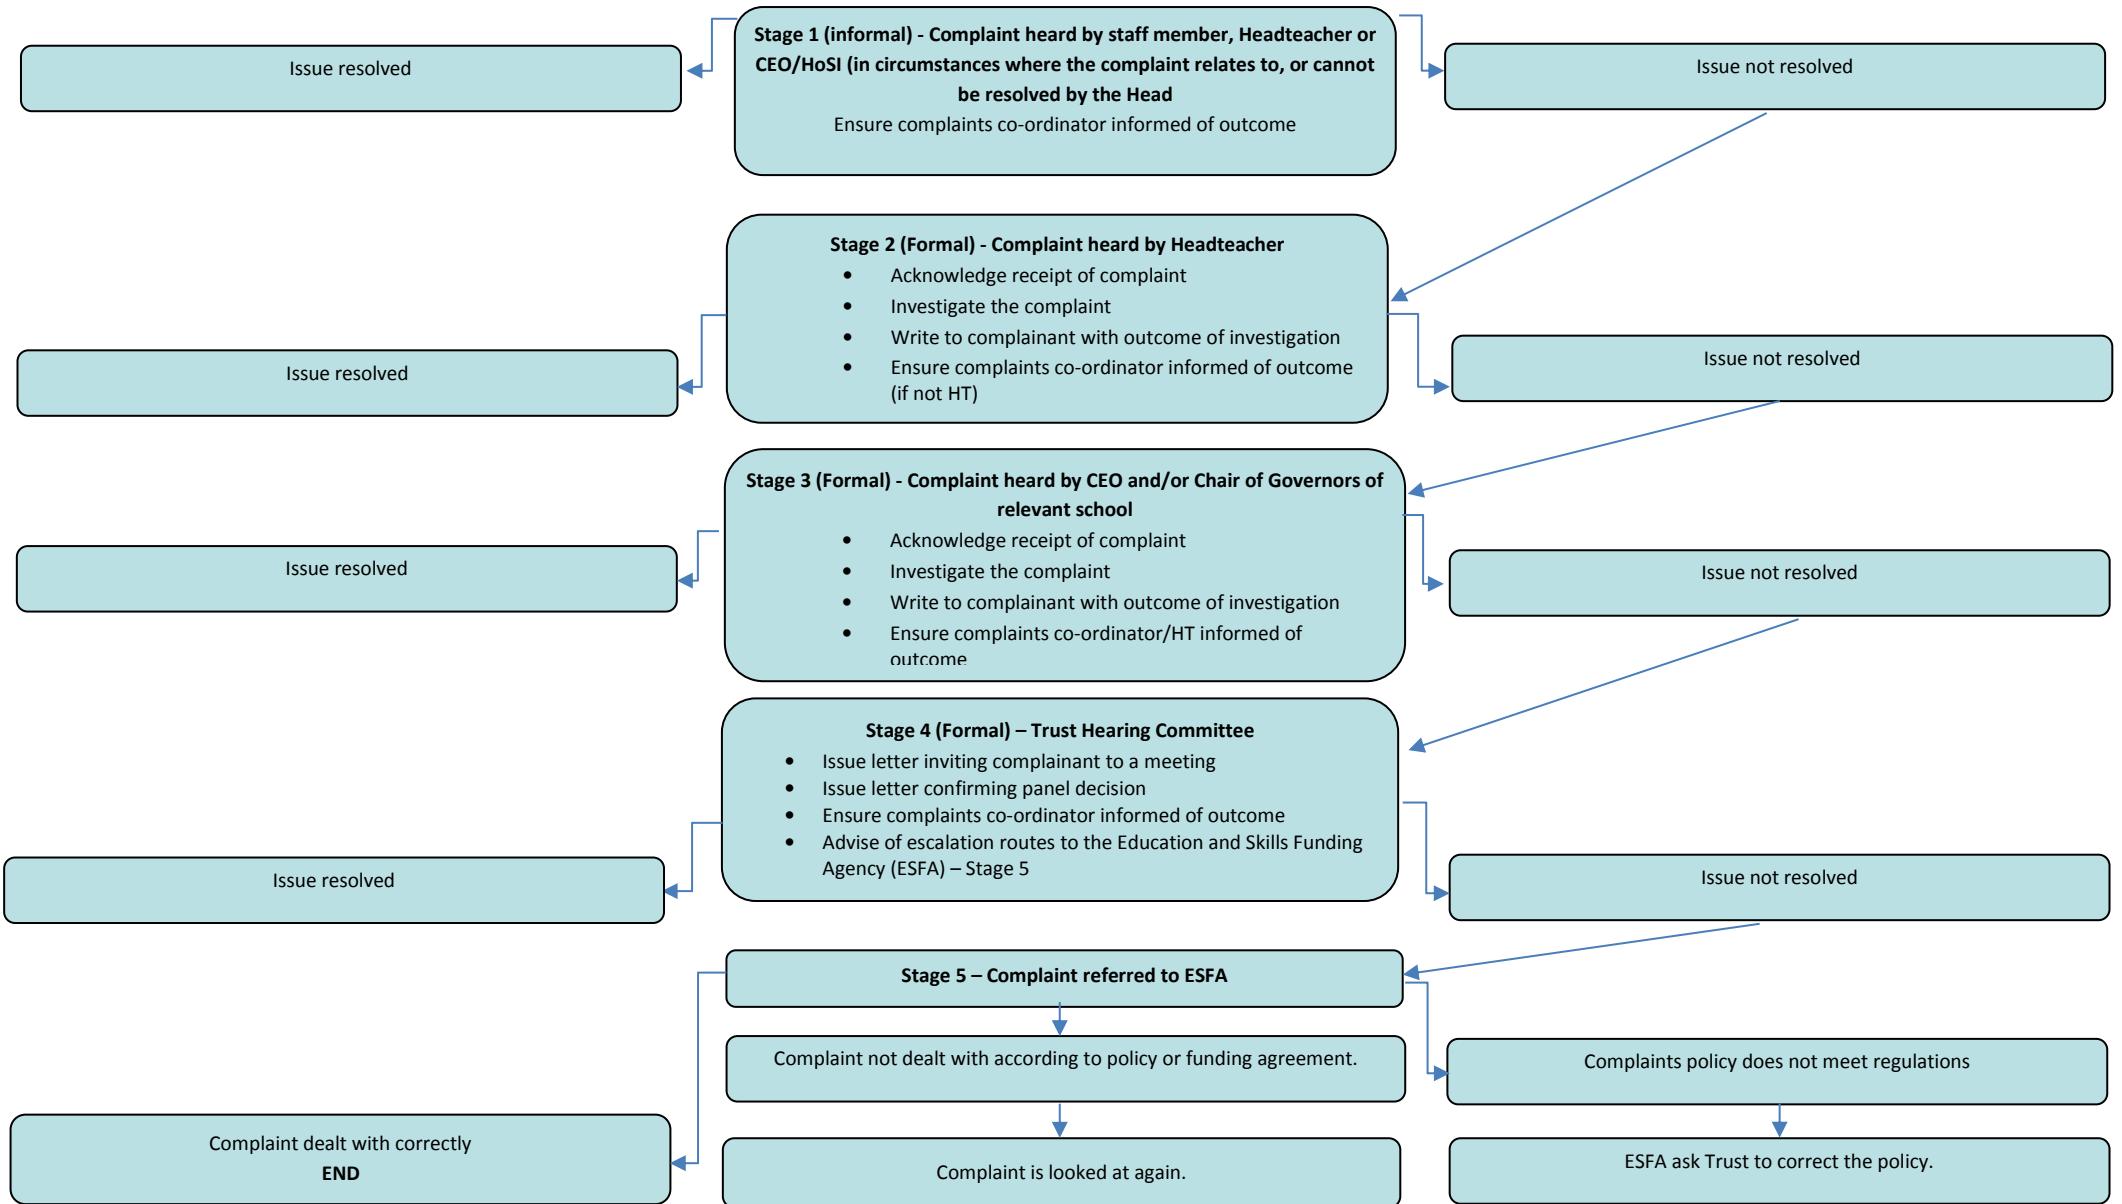 Stage 1 (informal) - Complaint heard by staff member, Headteacher or
CEO/HoSI (in circumstances where the complaint relates to, or cannot
be resolved by the Head
Ensure complaints co-ordinator informed of outcome
Issue resolved
Issue not resolved
Stage 2 (Formal) - Complaint heard by Headteacher
• Acknowledge receipt of complaint
• Investigate the complaint
• Write to complainant with outcome of investigation
• Ensure complaints co-ordinator informed of outcome
(if not HT)
Issue resolved
Issue not resolved
Stage 3 (Formal) - Complaint heard by CEO and/or Chair of Governors of
relevant school
• Acknowledge receipt of complaint
• Investigate the complaint
• Write to complainant with outcome of investigation
• Ensure complaints co-ordinator/HT informed of
outcome
Issue resolved
Issue not resolved
Stage 4 (Formal) – Trust Hearing Committee
• Issue letter inviting complainant to a meeting
• Issue letter confirming panel decision
• Ensure complaints co-ordinator informed of outcome
• Advise of escalation routes to the Education and Skills Funding
Agency (ESFA) – Stage 5
Issue resolved
Issue not resolved
Stage 5 – Complaint referred to ESFA
Complaint not dealt with according to policy or funding agreement.
Complaints policy does not meet regulations
Complaint dealt with correctly
END
Complaint is looked at again.
ESFA ask Trust to correct the policy.